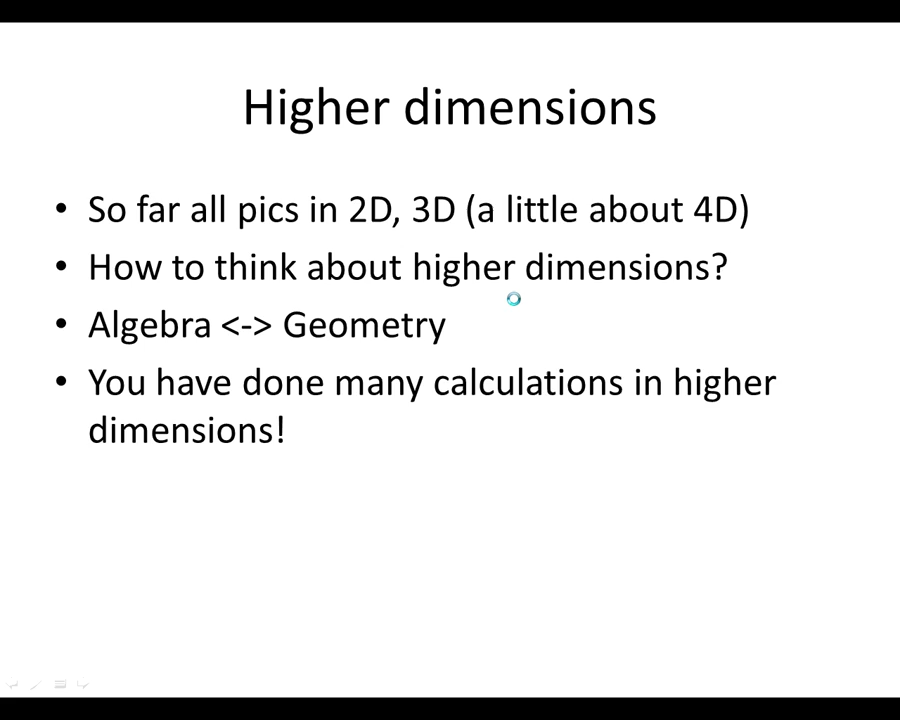 Higher dimensions
• So far all pics in 2D, 3D (a little about 4D)
• How to think about higher dimensions?
• Algebra <-> Geometry
• You have done many calculations in higher
dimensions!